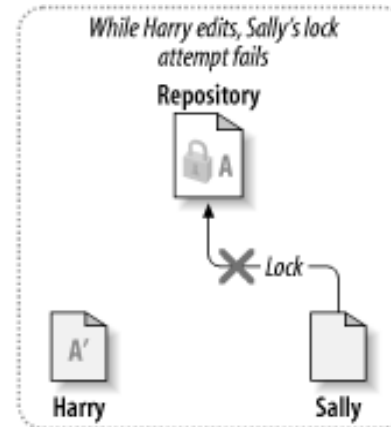 While Harry edits, Sally's lock
attempt fails
Repository
A
Lock
A′
Harry
Sally